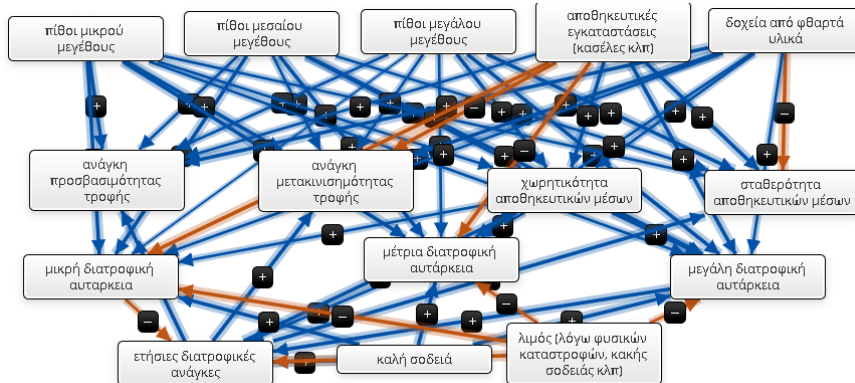 πίθοι μικρού
μεγέθους
πίθοι μεσαίου
μεγέθους
πίθοι μεγάλου
μεγέθους
αποθηκευτικές
εγκαταστάσεις
(κασέλες κλπ)
δοχεία από φθαρτά
υλικά
ανάγκη
προσβασιμότητας
τροφής
ανάγκη
μετακινισημότητας
τροφής
χωρητικότητα
αποθηκευτικών μέσων
σταθερότητα
αποθηκευτικών μέσων
μικρή διατροφική
αυταρκεια
μέτρια διατροφική
αυτάρκεια
μεγάλη διατροφική
αυτάρκεια
ετήσιες διατροφικές
ανάγκες
καλή σοδειά
λιμός (λόγω φυσικών
καταστροφών, κακής
σοδειάς κλπ)